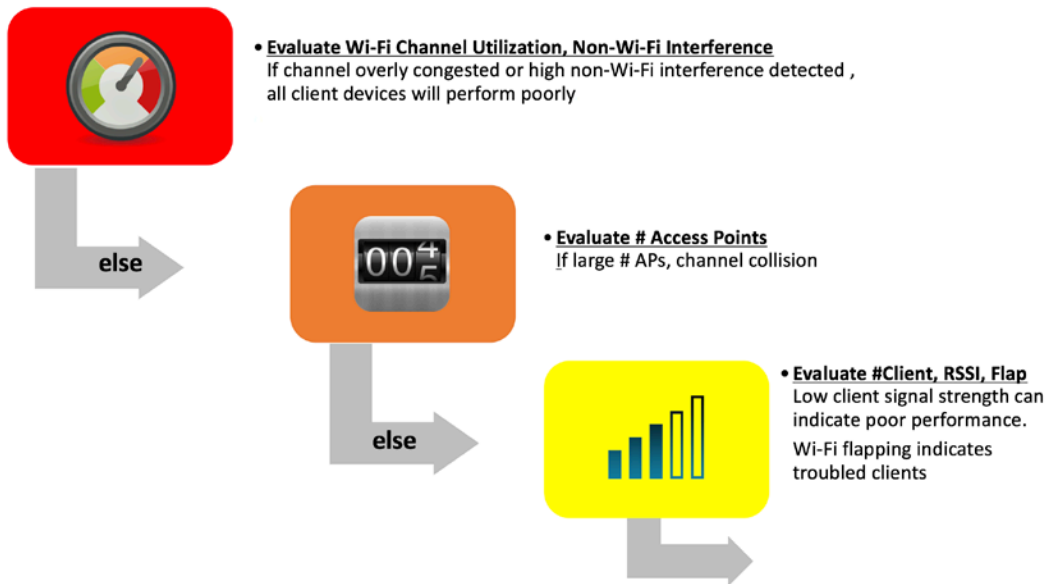 • Evaluate Wi-Fi Channel Utilization, Non-Wi-Fi Interference
If channel overly congested or high non-Wi-Fi interference detected ,
all client devices will perform poorly
else
004
5
• Evaluate # Access Points
If large # APs, channel collision
else
• Evaluate #Client, RSSI, Flap
Low client signal strength can
indicate poor performance.
Wi-Fi flapping indicates
troubled clients